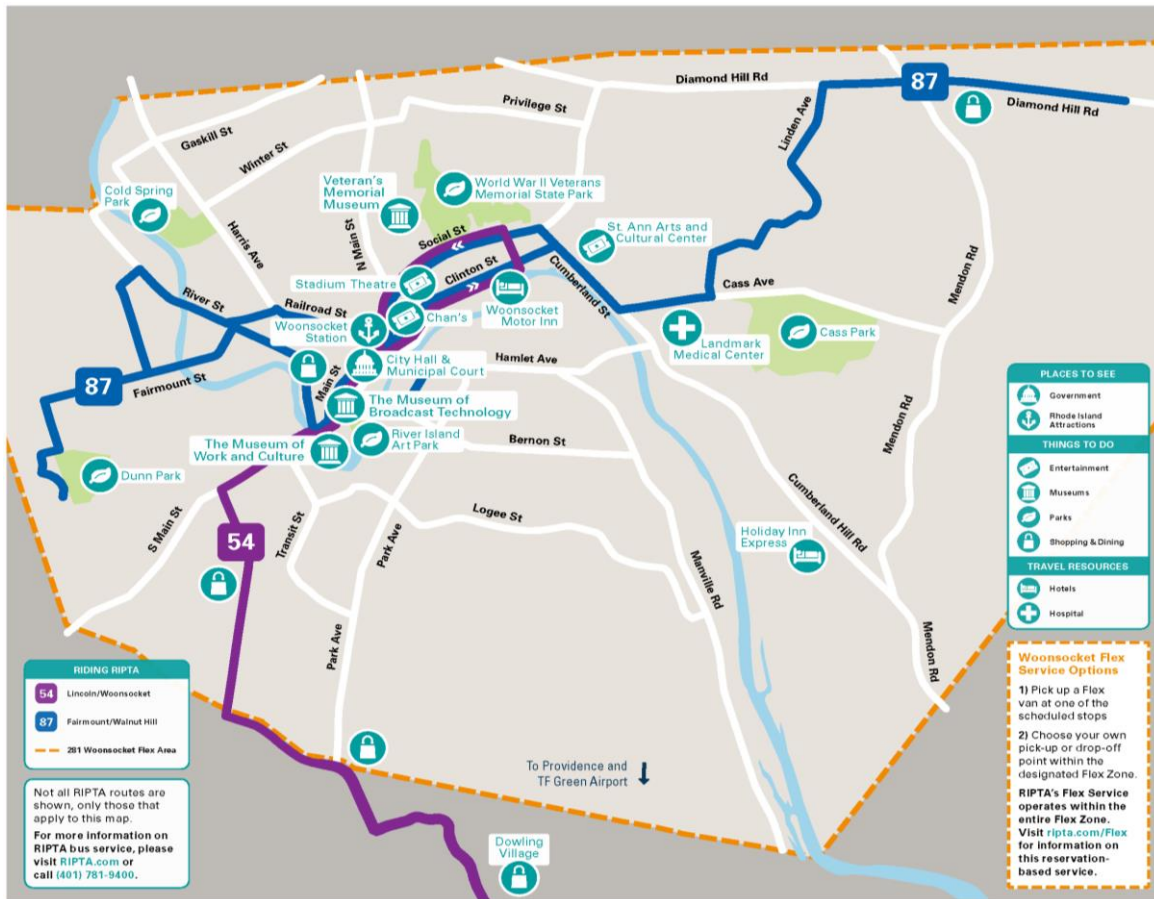 Diamond Hill Rd
87
Diamond Hill Rd
Privilege St
Linden Ave
Gaskill St
Winter St
Cold Spring
Park
Veteran's
Memorial
Museum
World War II Veterans
Memorial State Park
Harris Ave
N Main St
Social St
St. Ann Arts and
Cultural Center
Clinton St
Stadium Theatre
Cumberland St
Cass Ave
Mendon Rd
River St
Railroad St
Woonsocket
Station
Chan's
Woonsocket
Motor Inn
Landmark
Medical Center
Cass Park
87
Fairmount St
Main St
City Hall &
Municipal Court
Hamlet Ave
The Museum of
Broadcast Technology
Mendon Rd
The Museum of
Work and Culture
River Island
Art Park
Bernon St
Dunn Park
S Main St
54
Transit St
Park Ave
Logee St
Cumberland Hill Rd
Holiday Inn
Express
Manville Rd
Park Ave
Mendon Rd
To Providence and
TF Green Airport
Dowling
Village
PLACES TO SEE
Government
Rhode Island
Attractions
THINGS TO DO
Entertainment
Museums
Parks
Shopping & Dining
TRAVEL RESOURCES
Hotels
Hospital
RIDING RIPTA
54 Lincoln/Woonsocket
87 Fairmount/Walnut Hill
281 Woonsocket Flex Area
Not all RIPTA routes are
shown, only those that
apply to this map.
For more information on
RIPTA bus service, please
visit RIPTA.com or
call (401) 781-9400.
Woonsocket Flex
Service Options
1) Pick up a Flex
van at one of the
scheduled stops
2) Choose your own
pick-up or drop-off
point within the
designated Flex Zone.
RIPTA's Flex Service
operates within the
entire Flex Zone.
Visit ripta.com/Flex
for information on
this reservation-
based service.